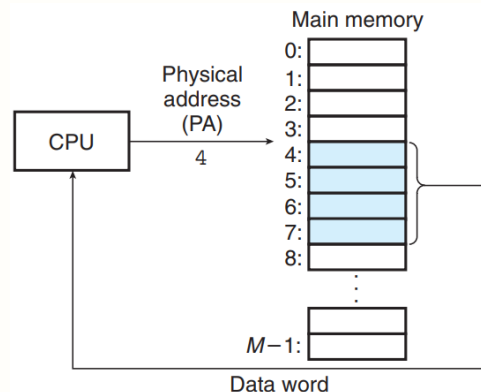 Main memory
0:
1:
Physical
address
(PA)
2:
3:
CPU
4
4:
5:
6:
7:
8:
M−1:
Data word